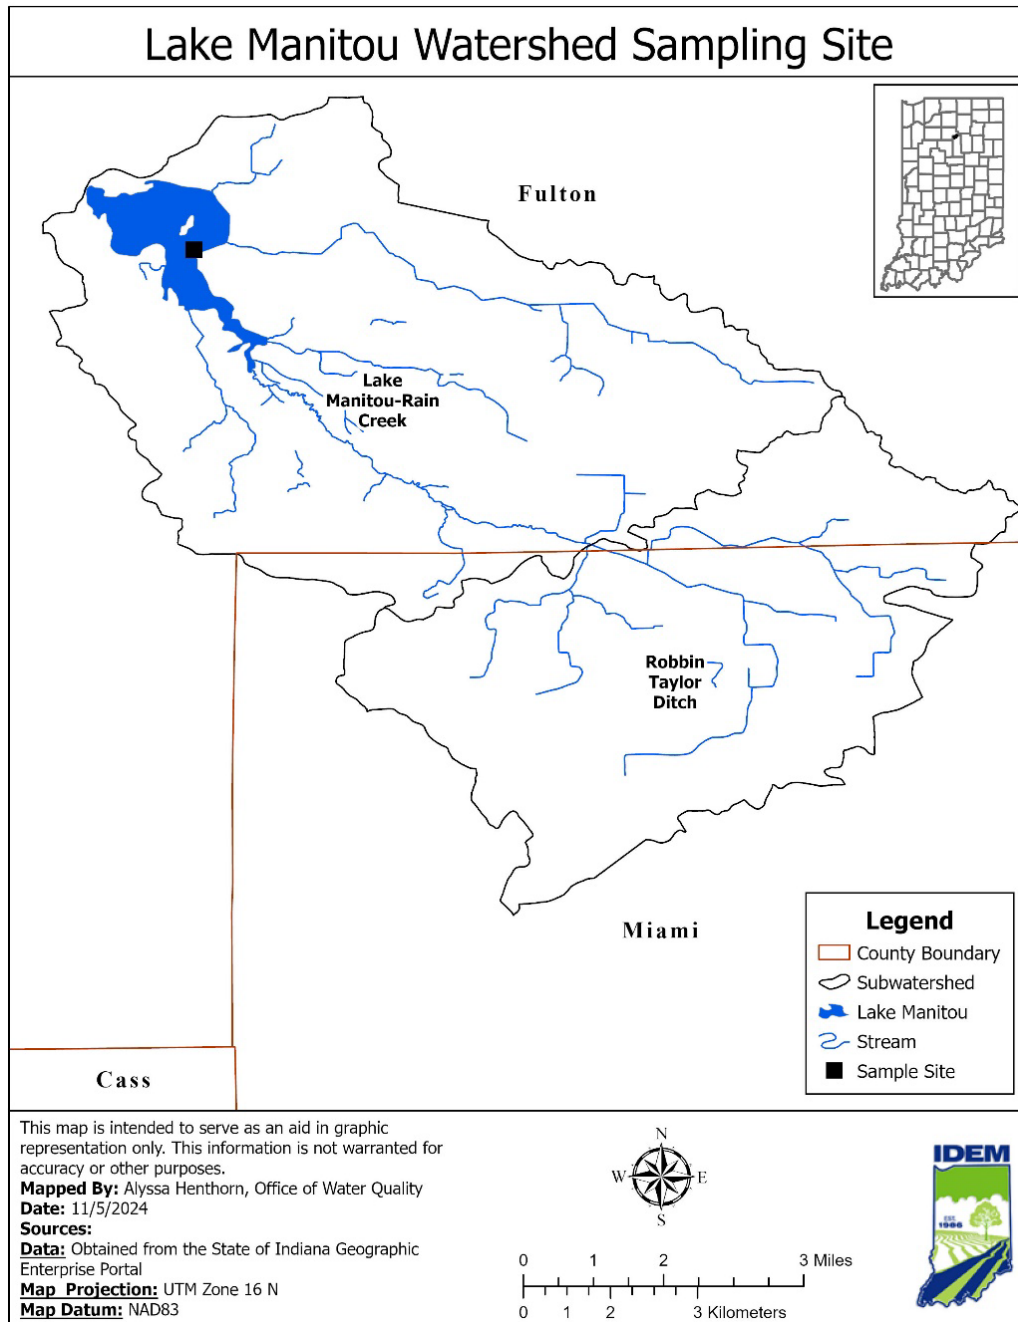 Lake Manitou Watershed Sampling Site
Fulton
Lake
Manitou-Rain
Creek
Robbin
Taylor
Ditch
Miami
Cass
Legend
County Boundary
Subwatershed
Lake Manitou
Stream
Sample Site
This map is intended to serve as an aid in graphic
representation only. This information is not warranted for
accuracy or other purposes.
Mapped By: Alyssa Henthorn, Office of Water Quality
Date: 11/5/2024
Sources:
Data: Obtained from the State of Indiana Geographic
Enterprise Portal
Map Projection: UTM Zone 16 N
Map Datum: NAD83
N
W E
S
0 1 2 3 Miles
0 1 2 3 Kilometers
IDEM
EST.
1986